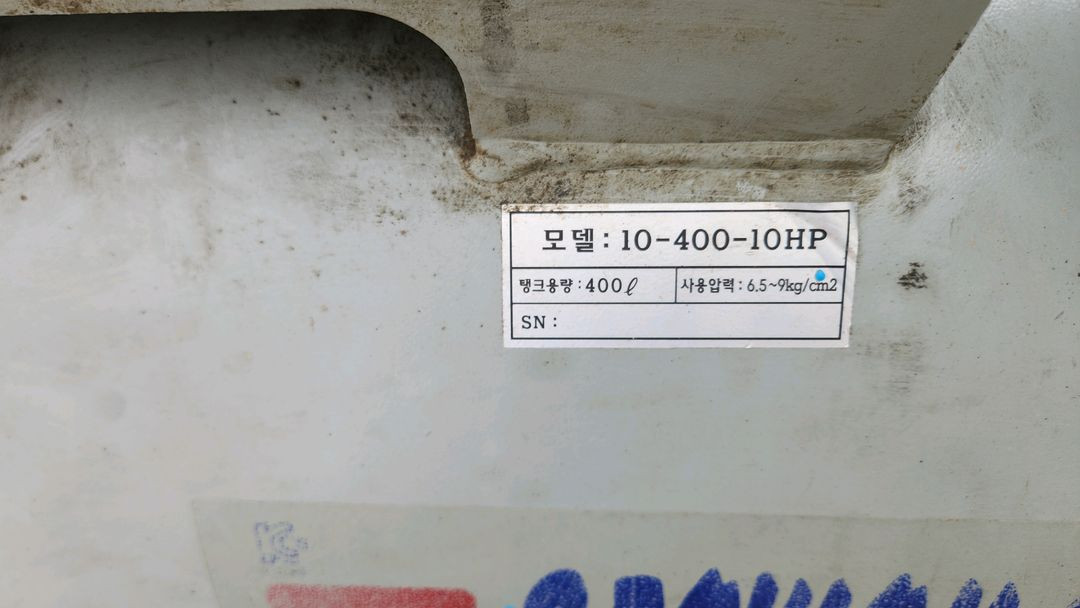 모델 : 10-400-10HP
탱크용량 : 400ℓ 사용압력 : 6.5~9kg/cm2
SN :